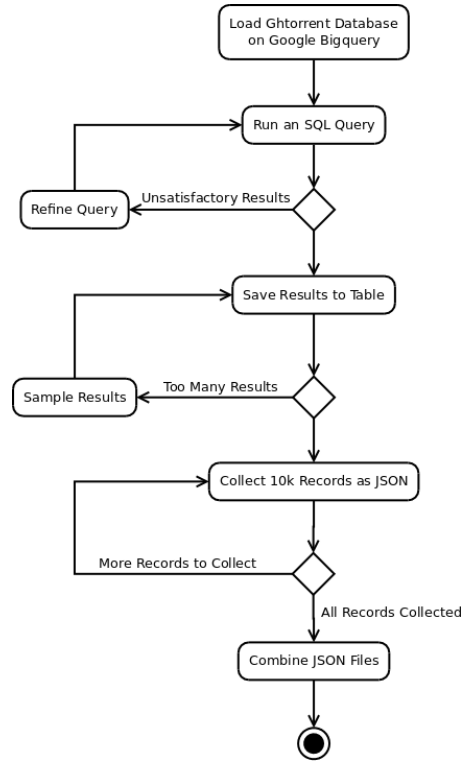 Load Ghtorrent Database
on Google Bigquery
Run an SQL Query
Unsatisfactory Results
Refine Query
Save Results to Table
Too Many Results
Sample Results
Collect 10k Records as JSON
More Records to Collect
All Records Collected
Combine JSON Files